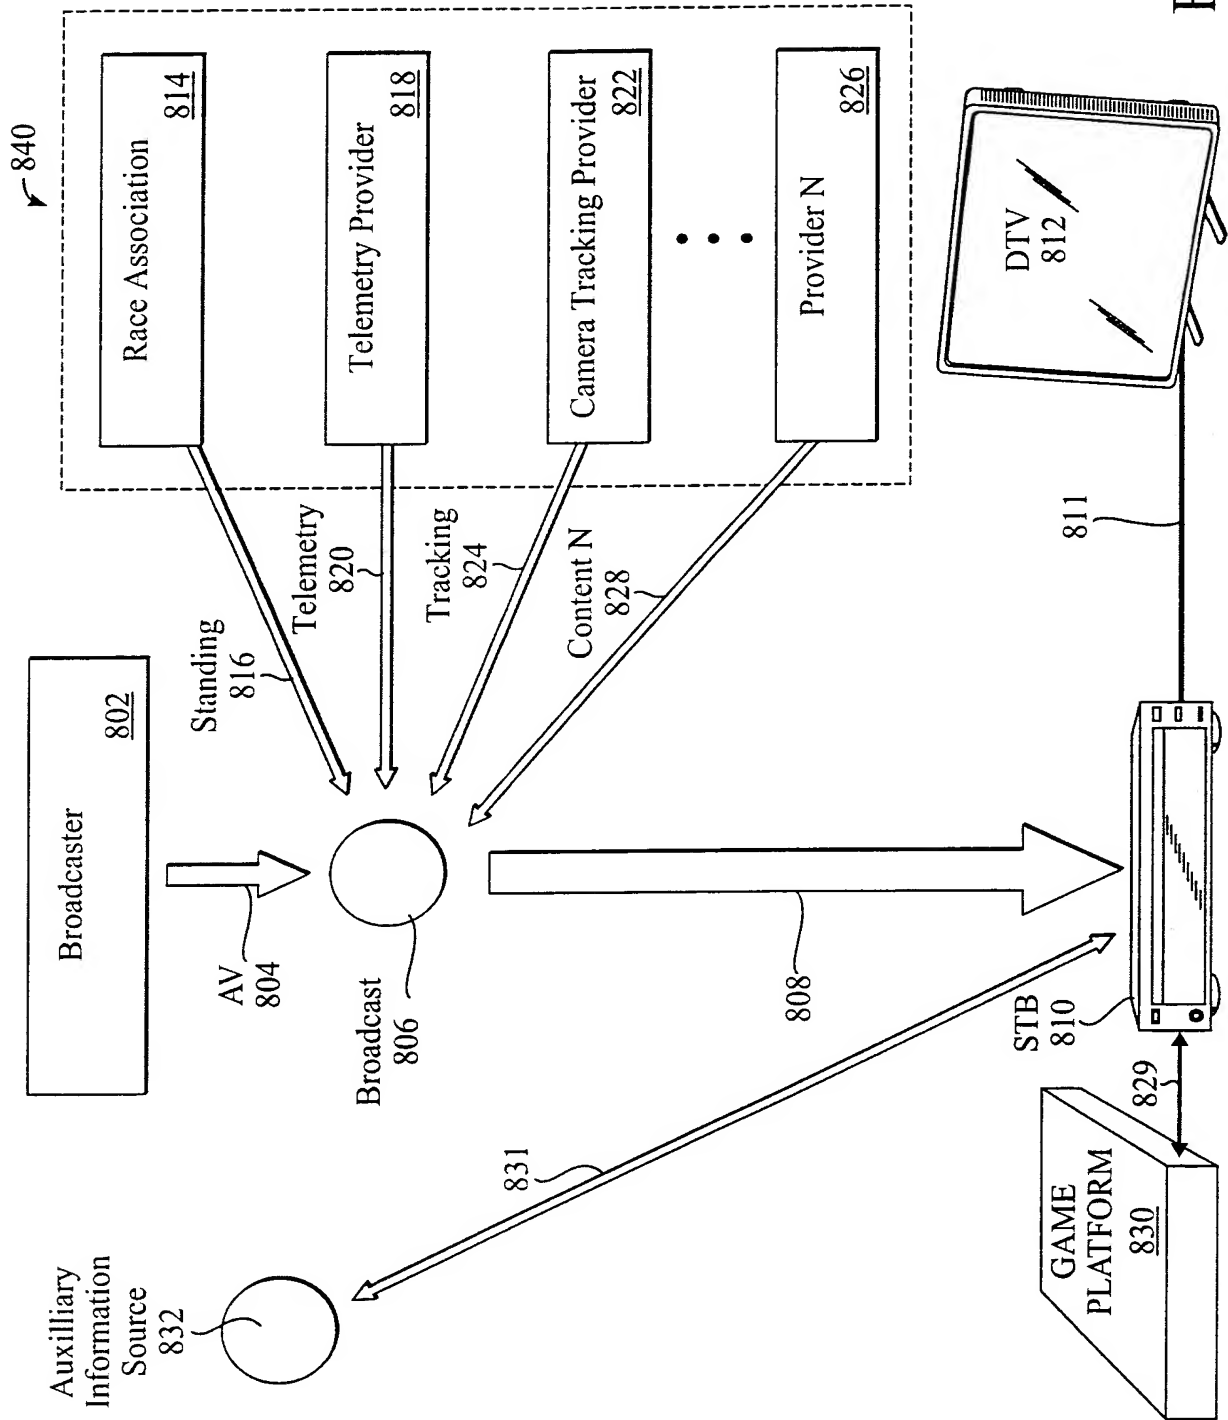 840
Race Association
814
Telemetry Provider
818
Camera Tracking Provider
822
Provider N
826
Standing
816
Telemetry
820
Tracking
824
Content N
828
Broadcaster
802
AV
804
Broadcast
806
808
Auxilliary
Information
Source
832
831
STB
810
811
DTV
812
829
GAME
PLATFORM
830